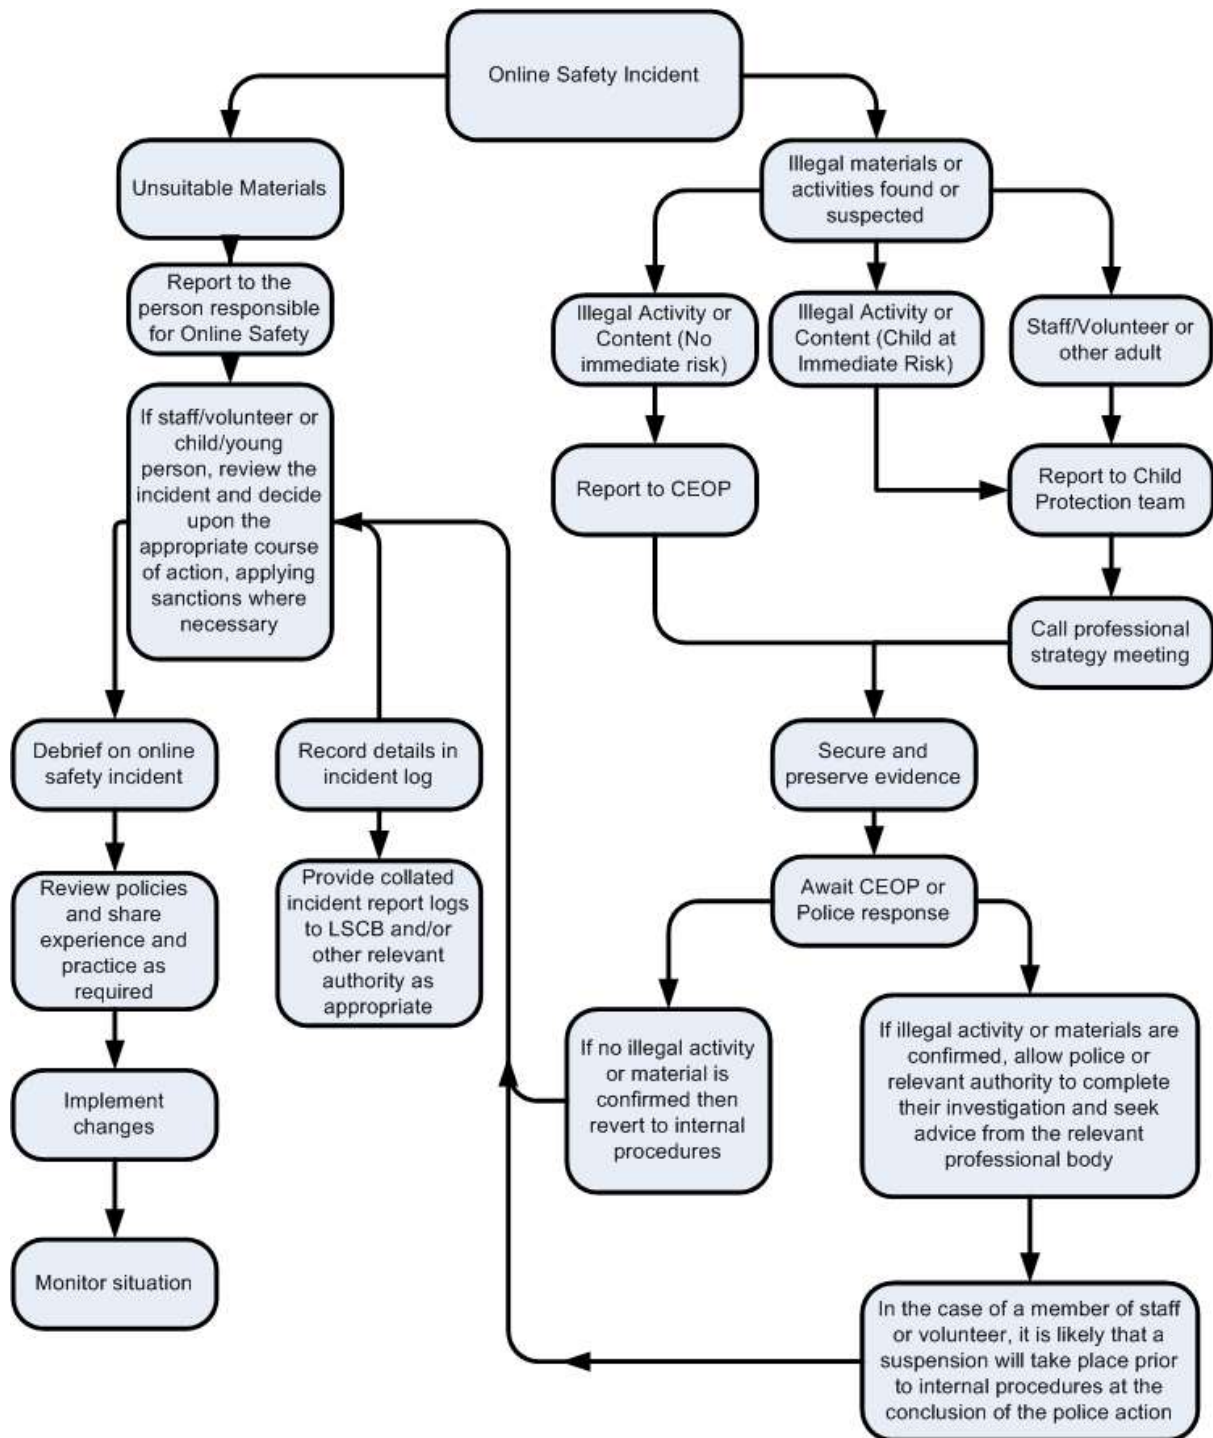 Online Safety Incident
Unsuitable Materials
Illegal materials or
activities found or
suspected
Report to the
person responsible
for Online Safety
Illegal Activity or
Content (No
immediate risk)
Illegal Activity or
Content (Child at
Immediate Risk)
Staff/Volunteer or
other adult
If staff/volunteer or
child/young
person, review the
incident and decide
upon the
appropriate course
of action, applying
sanctions where
necessary
Report to CEOP
Report to Child
Protection team
Call professional
strategy meeting
Debrief on online
safety incident
Record details in
incident log
Secure and
preserve evidence
Review policies
and share
experience and
practice as
required
Provide collated
incident report logs
to LSCB and/or
other relevant
authority as
appropriate
Await CEOP or
Police response
If no illegal activity
or material is
confirmed then
revert to internal
procedures
If illegal activity or materials are
confirmed, allow police or
relevant authority to complete
their investigation and seek
advice from the relevant
professional body
Implement
changes
Monitor situation
In the case of a member of staff
or volunteer, it is likely that a
suspension will take place prior
to internal procedures at the
conclusion of the police action